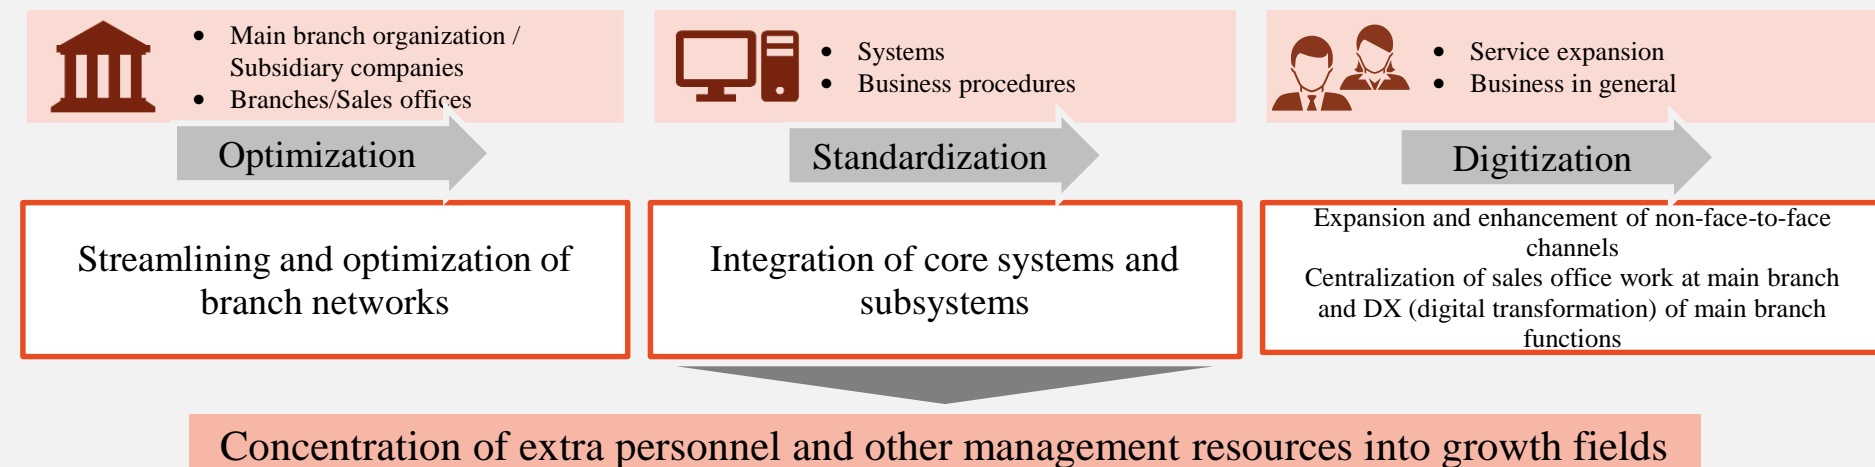 • Main branch organization /
Subsidiary companies
• Branches/Sales offices
Optimization
Streamlining and optimization of
branch networks
• Systems
• Business procedures
Standardization
Integration of core systems and
subsystems
• Service expansion
• Business in general
Digitization
Expansion and enhancement of non-face-to-face
channels
Centralization of sales office work at main branch
and DX (digital transformation) of main branch
functions
Concentration of extra personnel and other management resources into growth fields